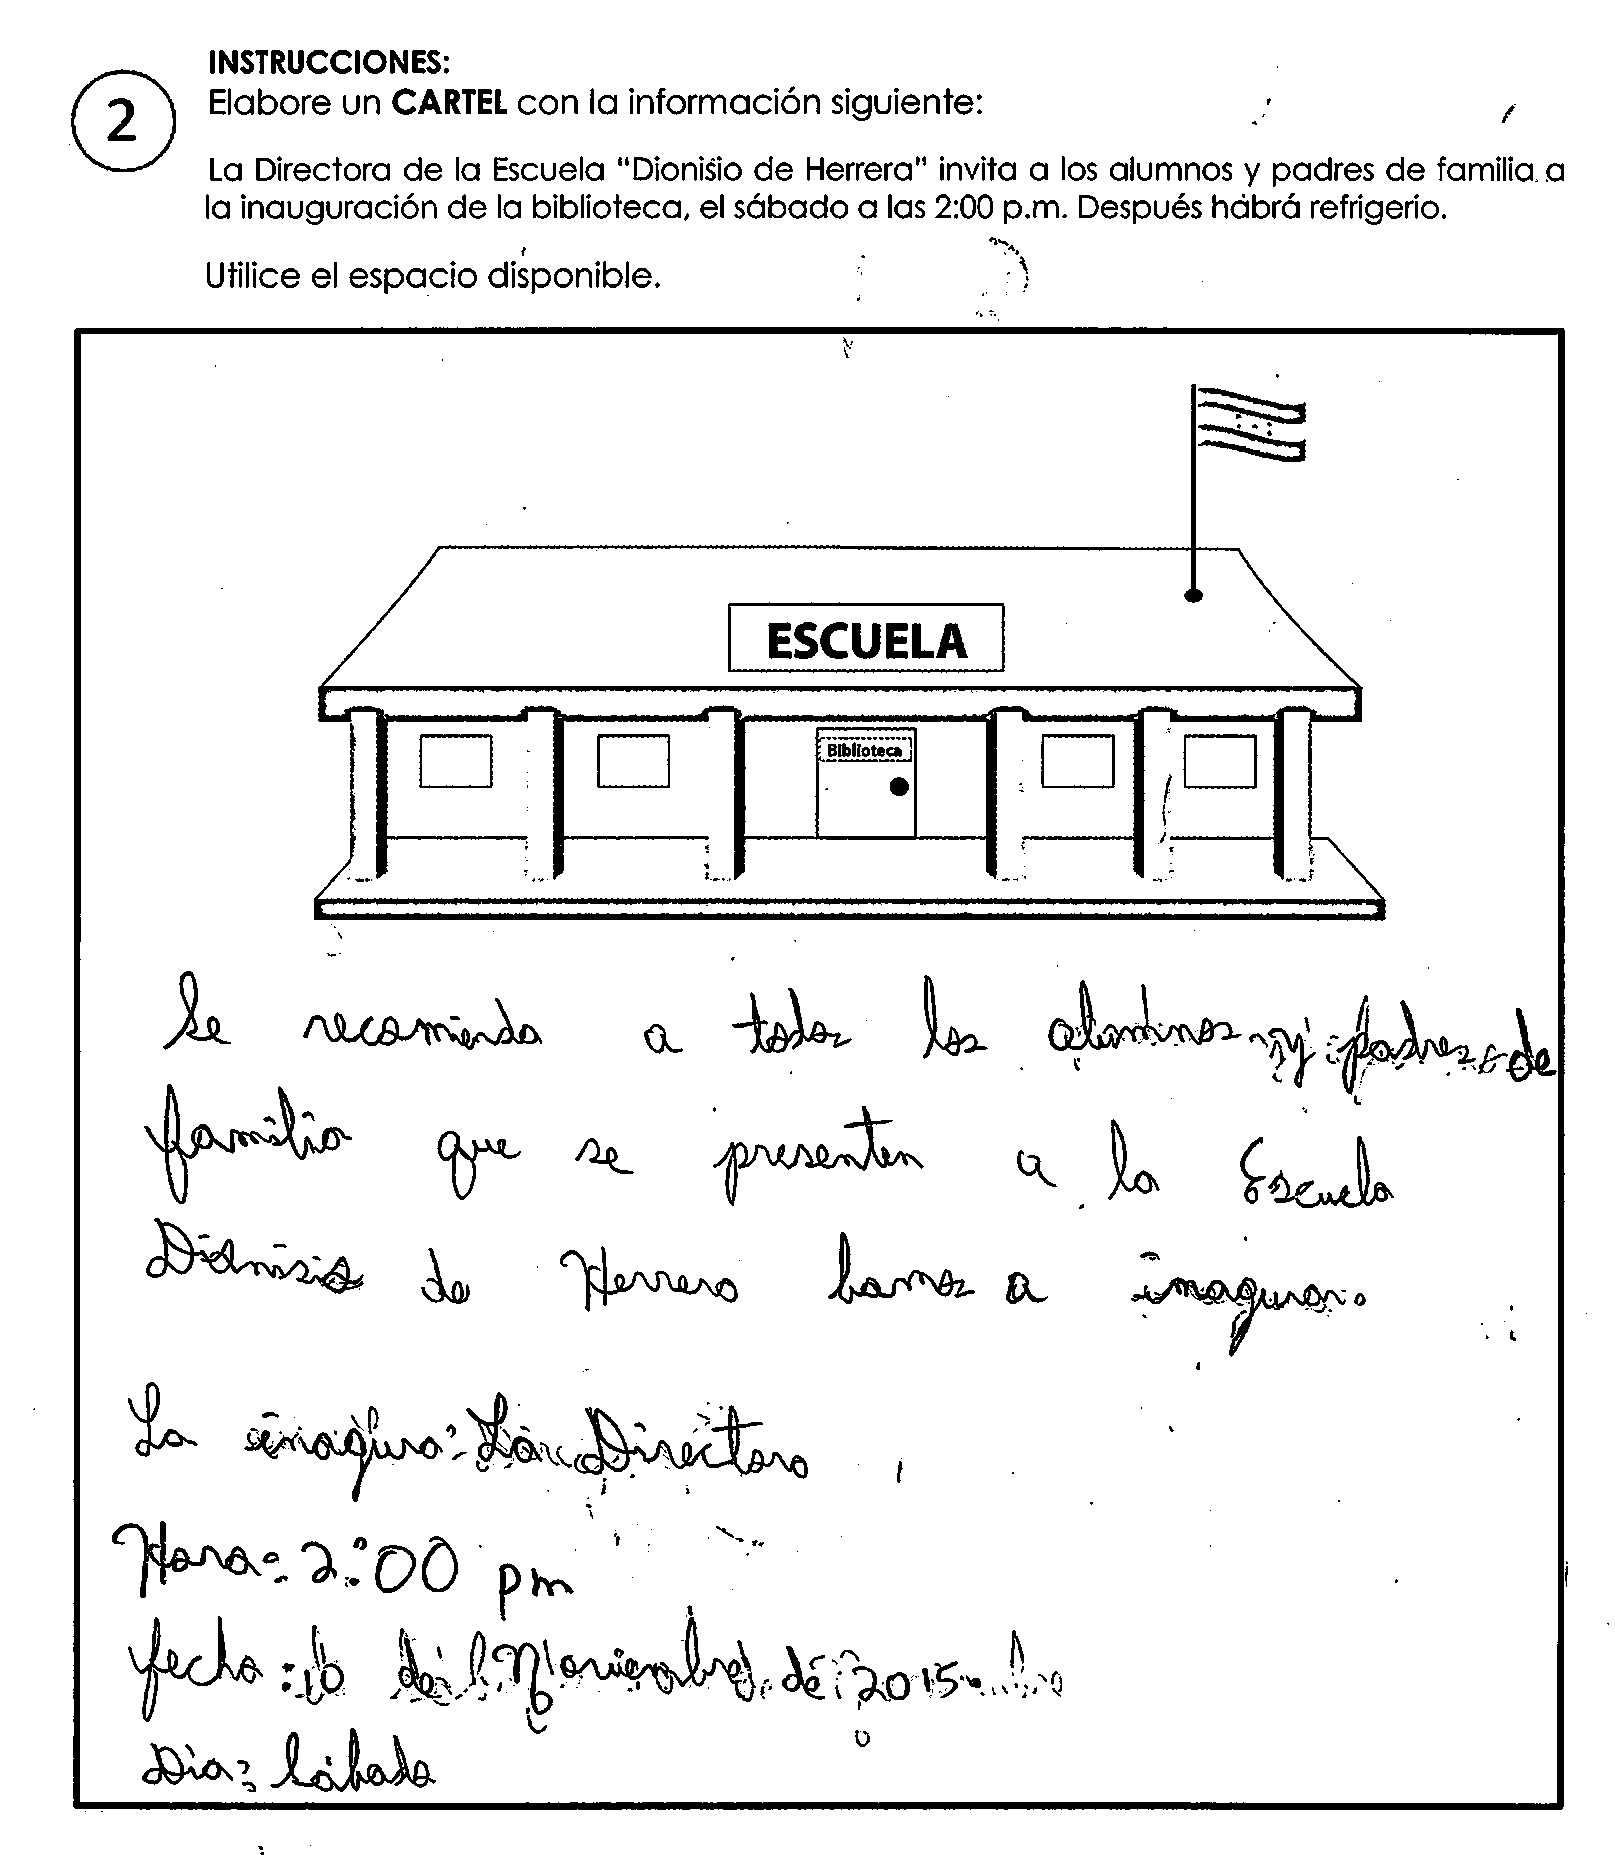 INSTRUCCIONES:
2
Elabore un CARTEL con la información siguiente:
La Directora de la Escuela "Dionisio de Herrera" invita a los alumnos y padres de familia a
la inauguración de la biblioteca, el sábado a las 2:00 p.m. Después habrá refrigerio.
Utilice el espacio disponible.
ESCUELA
Biblioteca
Se recomienda a todos los alumnos y padres de
familia que se presenten a la Escuela
Dionisio de Herrera bamos a inagurar.
La inagura: La Directora
Hora: 2:00 pm
fecha: 10 de Noviembre de 2015
Dia: Sábado